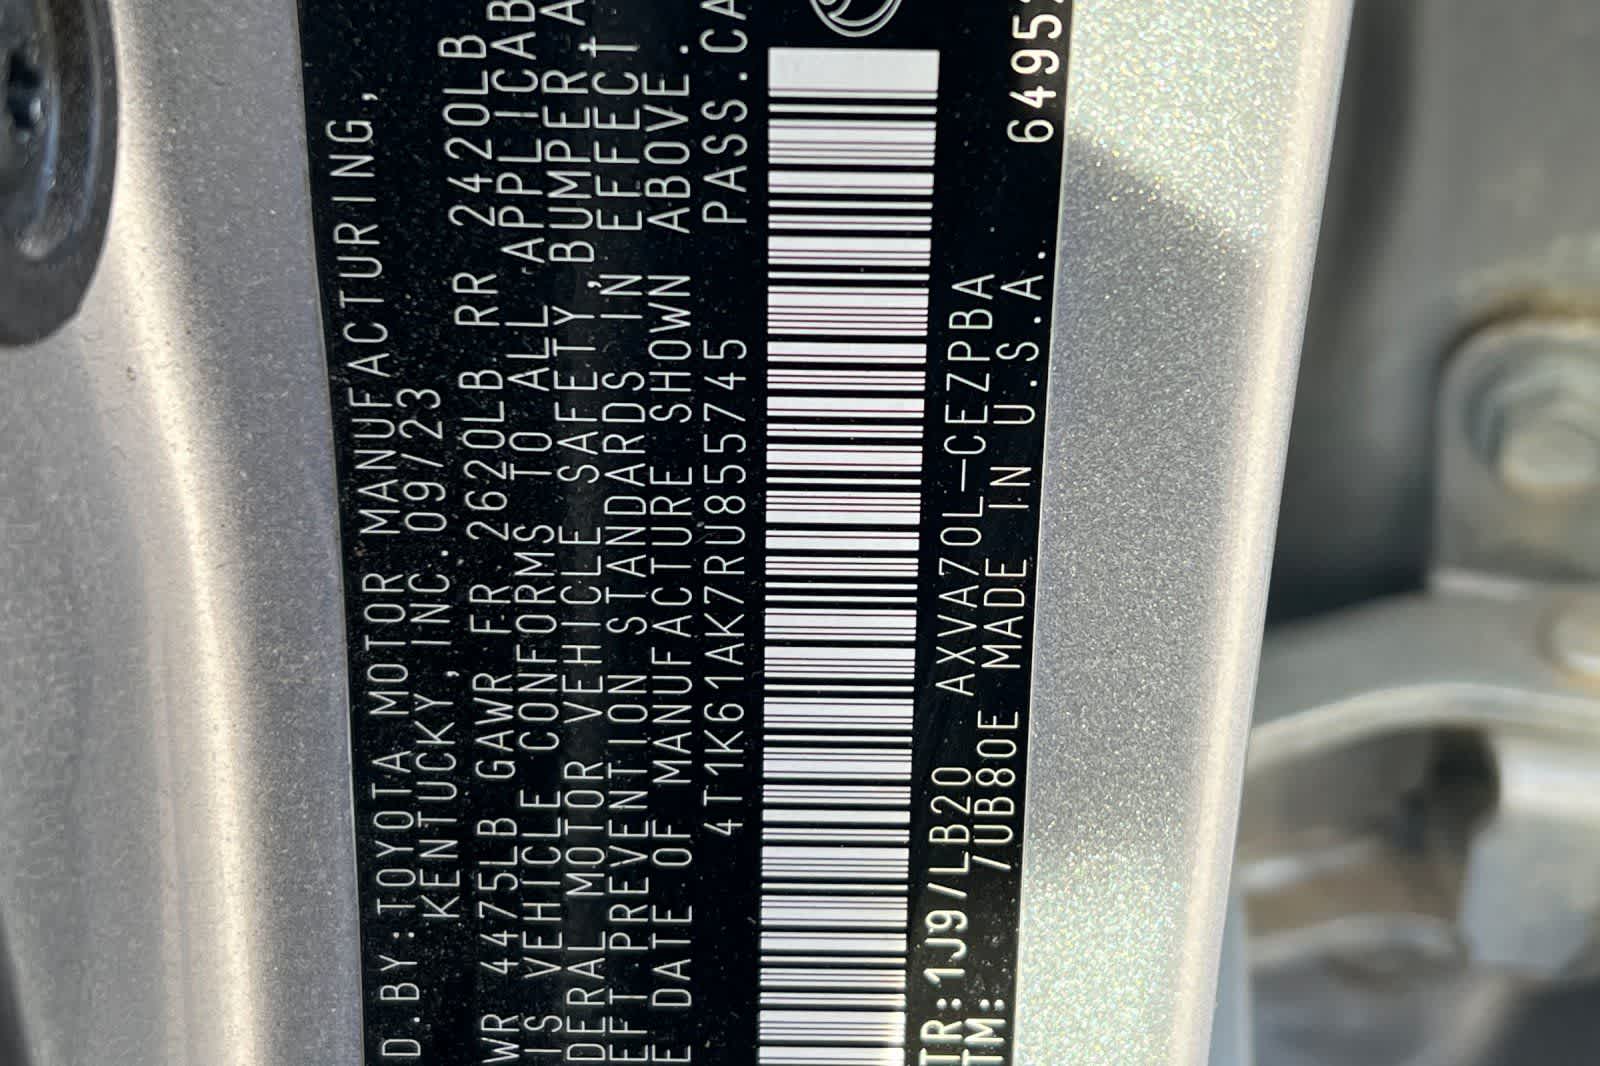 D.BY:TOYOTA MOTOR MANUFACTURING,
KENTUCKY, INC. 09/23
WR 4475LB GAWR FR 2620LB RR 2420LB
IS VEHICLE CONFORMS TO ALL APPLICAB
DERAL MOTOR VEHICLE SAFETY, BUMPER, A
EFT PREVENTION STANDARDS IN EFFECT
E DATE OF MANUFACTURE SHOWN ABOVE.
4T1K61AK7RU855745 PASS.CA
TR:1J9/LB20 AXVA70L-CEZPBA
TM: /UB80E MADE IN U.S.A. 6495